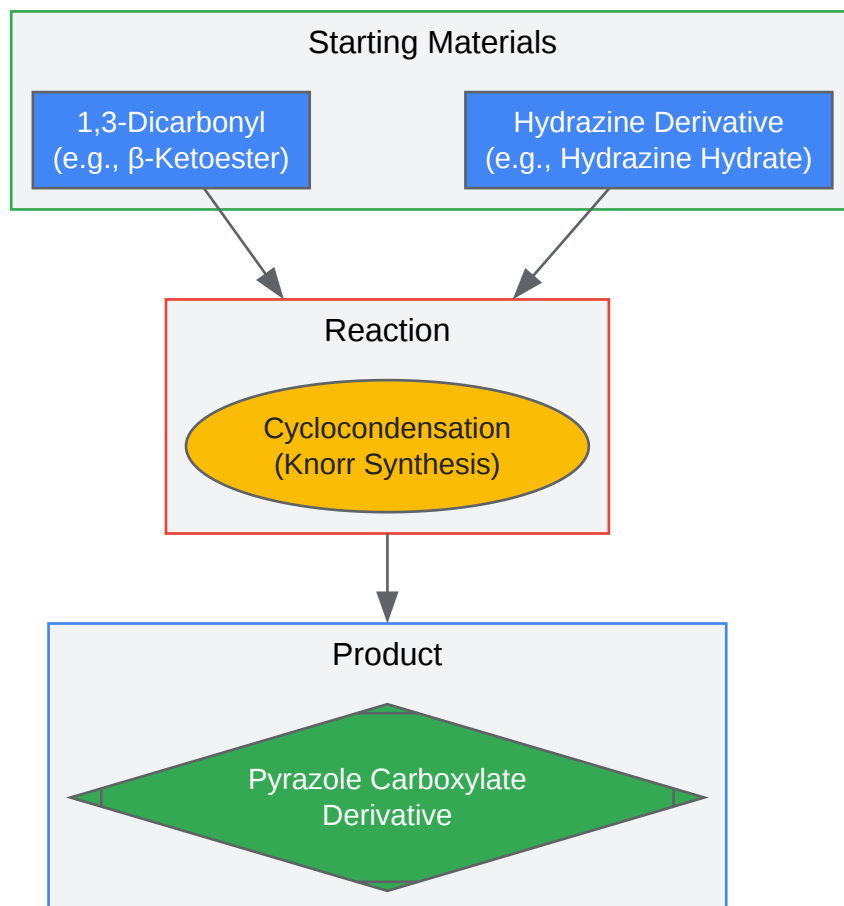 Starting Materials
1,3-Dicarbonyl
(e.g., β-Ketoester)
Hydrazine Derivative
(e.g., Hydrazine Hydrate)
Reaction
Cyclocondensation
(Knorr Synthesis)
Product
Pyrazole Carboxylate
Derivative